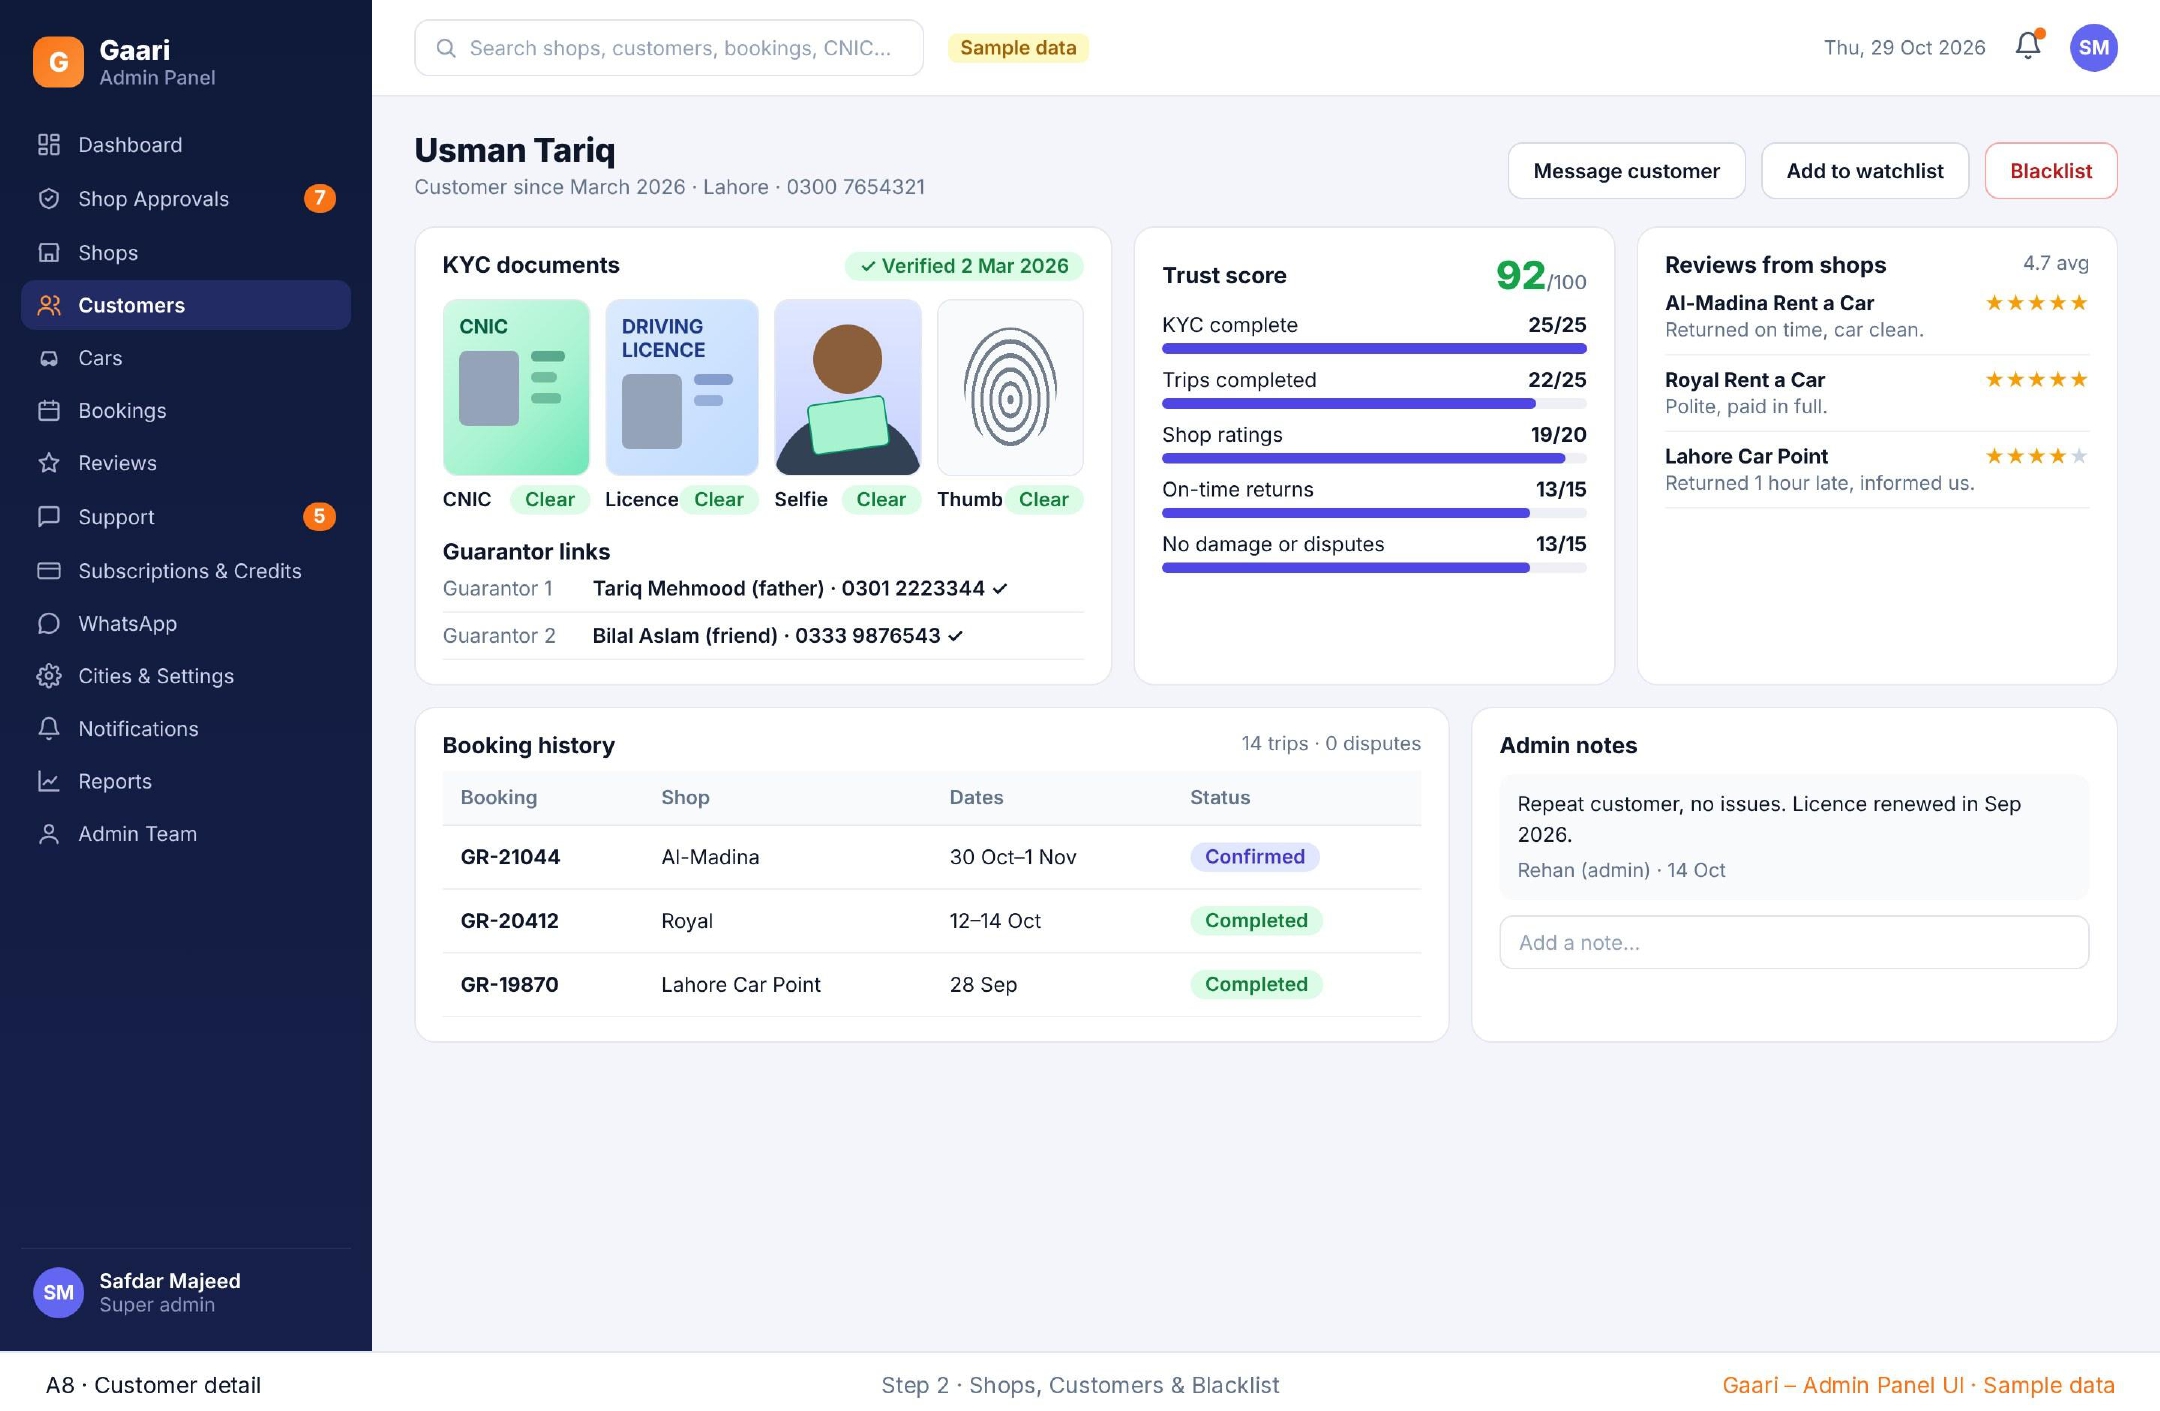 G
Gaari
Admin Panel
Dashboard
Shop Approvals 7
Shops
Customers
Cars
Bookings
Reviews
Support 5
Subscriptions & Credits
WhatsApp
Cities & Settings
Notifications
Reports
Admin Team
SM
Safdar Majeed
Super admin
Search shops, customers, bookings, CNIC...
Sample data
Thu, 29 Oct 2026
SM
Usman Tariq
Customer since March 2026 · Lahore · 0300 7654321
Message customer
Add to watchlist
Blacklist
KYC documents
✓ Verified 2 Mar 2026
CNIC
DRIVING
LICENCE
CNIC Clear
Licence Clear
Selfie Clear
Thumb Clear
Guarantor links
Guarantor 1 Tariq Mehmood (father) · 0301 2223344 ✓
Guarantor 2 Bilal Aslam (friend) · 0333 9876543 ✓
Trust score 92/100
KYC complete 25/25
Trips completed 22/25
Shop ratings 19/20
On-time returns 13/15
No damage or disputes 13/15
Reviews from shops 4.7 avg
Al-Madina Rent a Car ★★★★★
Returned on time, car clean.
Royal Rent a Car ★★★★★
Polite, paid in full.
Lahore Car Point ★★★★★
Returned 1 hour late, informed us.
Booking history 14 trips · 0 disputes
Booking Shop Dates Status
GR-21044 Al-Madina 30 Oct–1 Nov Confirmed
GR-20412 Royal 12–14 Oct Completed
GR-19870 Lahore Car Point 28 Sep Completed
Admin notes
Repeat customer, no issues. Licence renewed in Sep
2026.
Rehan (admin) · 14 Oct
Add a note...
A8 · Customer detail
Step 2 · Shops, Customers & Blacklist
Gaari – Admin Panel UI · Sample data